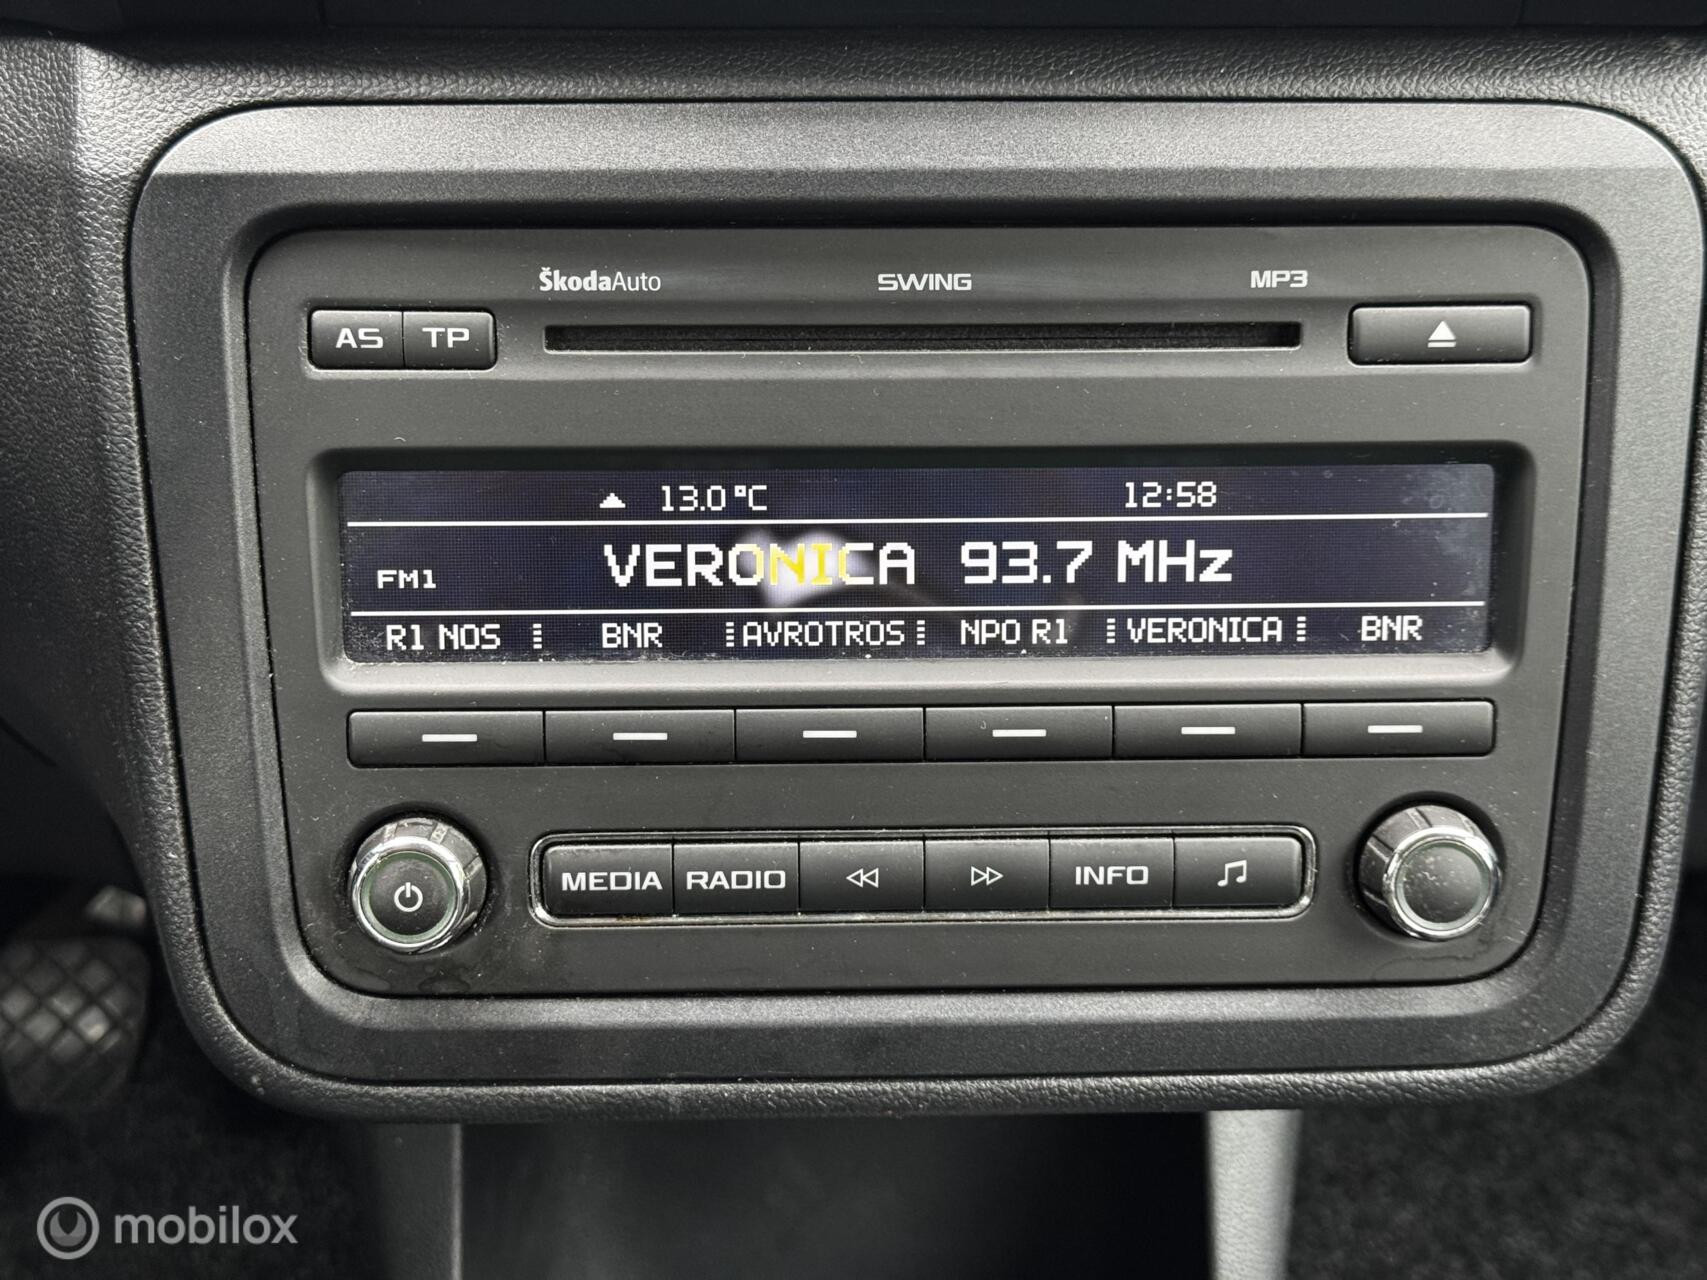 ŠkodaAuto SWING MP3
AS TP
13.0°C 12:58
FM1 VERONICA 93.7 MHz
R1 NOS BNR AVROTROS NPO R1 VERONICA BNR
MEDIA RADIO INFO
mobilox